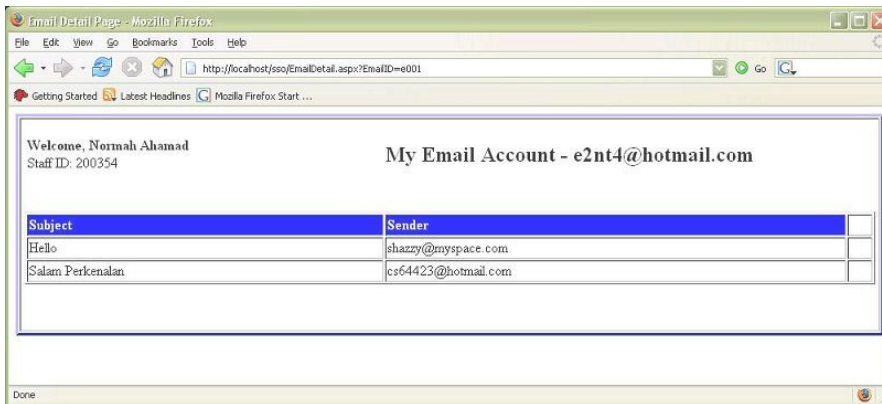 Email Detail Page - Mozilla Firefox
File Edit View Go Bookmarks Tools Help
http://localhost/sso/EmailDetail.aspx?EmailID=e001 Go G
Getting Started Latest Headlines G Mozilla Firefox Start ...
Welcome, Normah Ahamad
Staff ID: 200354
My Email Account - e2nt4@hotmail.com
Subject Sender
Hello shazzy@myspace.com
Salam Perkenalan cs64423@hotmail.com
Done